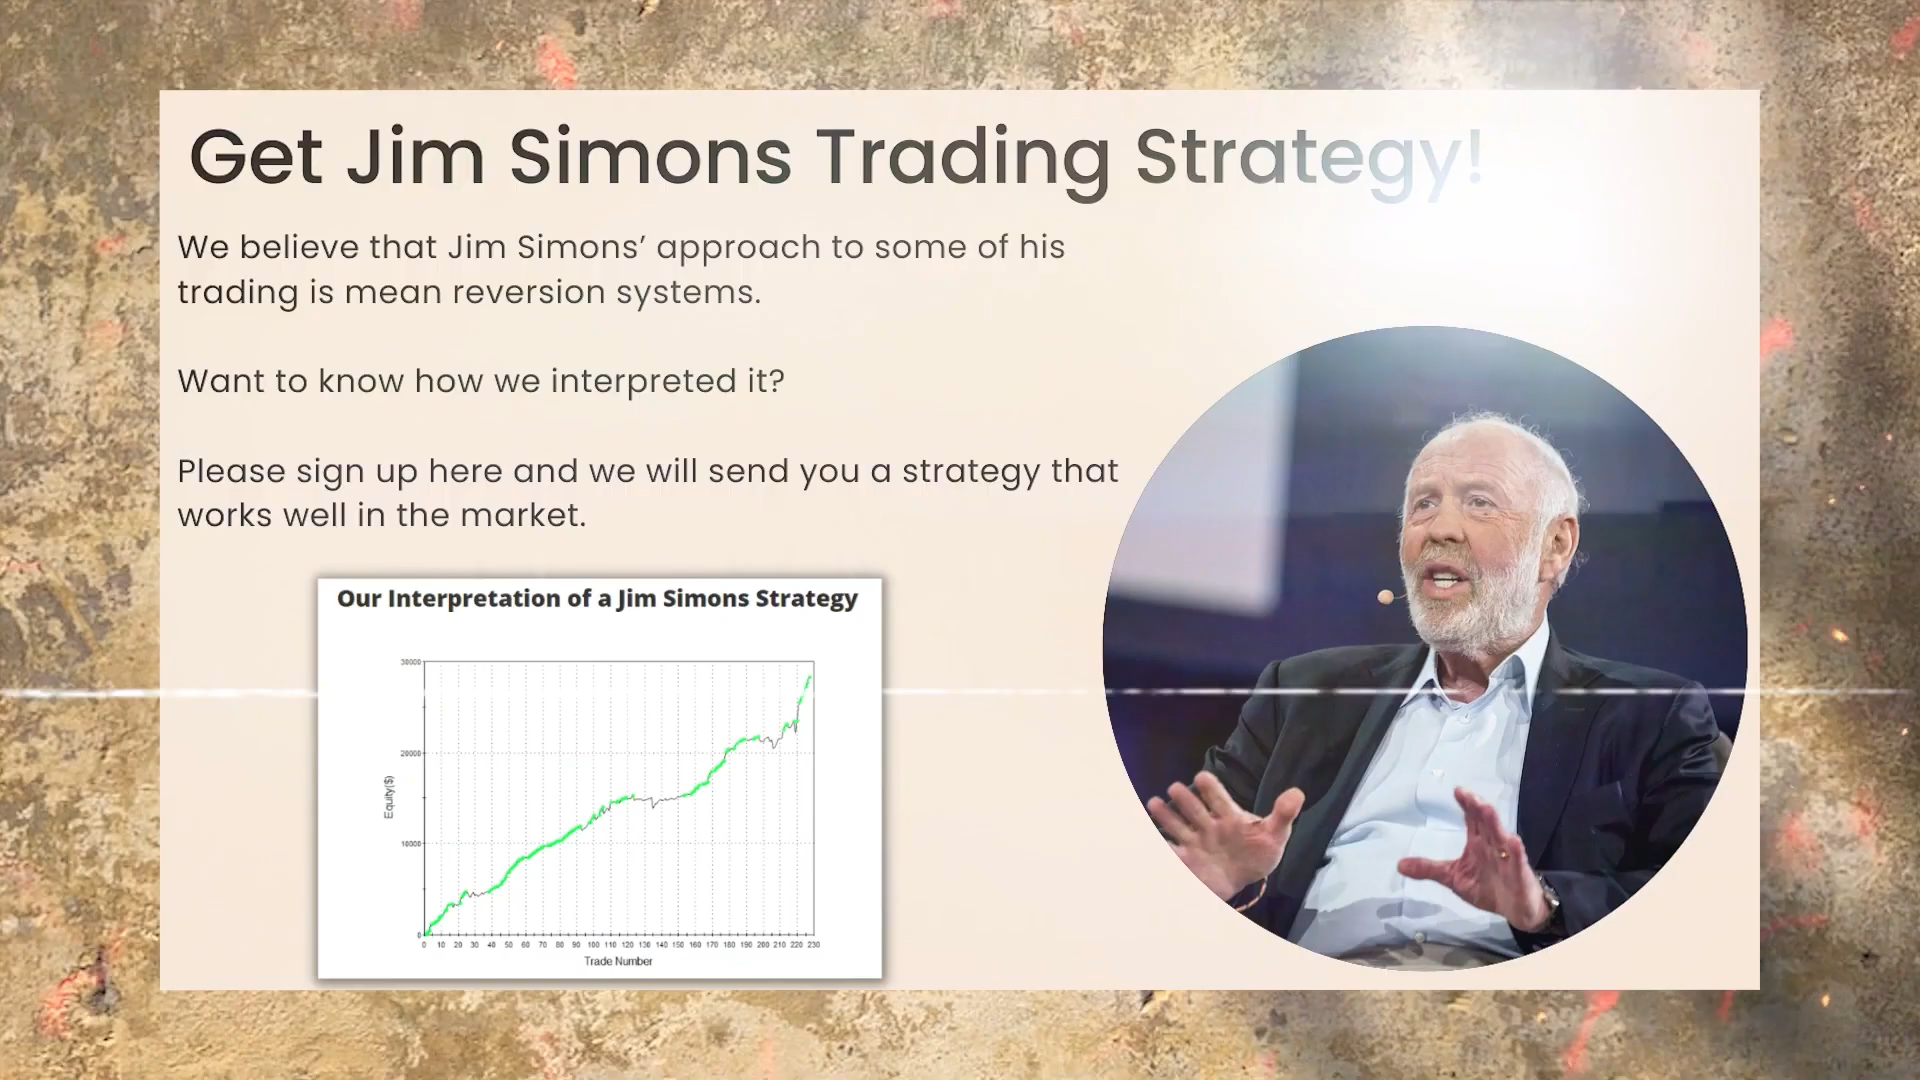 Get Jim Simons Trading Strategy!
We believe that Jim Simons’ approach to some of his
trading is mean reversion systems.
Want to know how we interpreted it?
Please sign up here and we will send you a strategy that
works well in the market.
Our Interpretation of a Jim Simons Strategy
30000
20000
10000
0
Equity($)
0 10 20 30 40 50 60 70 80 90 100 110 120 130 140 150 160 170 180 190 200 210 220 230
Trade Number